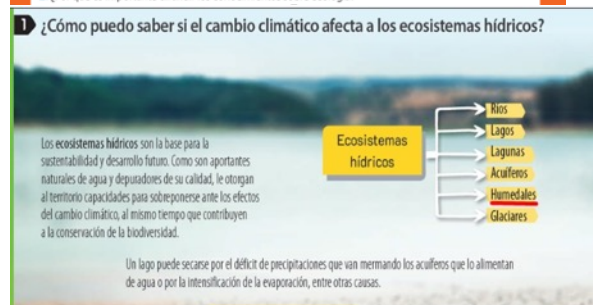 1 ¿Cómo puedo saber si el cambio climático afecta a los ecosistemas hídricos?
Los ecosistemas hídricos son la base para la
sustentabilidad y desarrollo futuro. Como son aportantes
naturales de agua y depuradores de su calidad, le otorgan
al territorio capacidades para sobreponerse ante los efectos
del cambio climático, al mismo tiempo que contribuyen
a la conservación de la biodiversidad.
Ecosistemas
hídricos
Ríos
Lagos
Lagunas
Acuíferos
Humedales
Glaciares
Un lago puede secarse por el déficit de precipitaciones que van mermando los acuíferos que lo alimentan
de agua o por la intensificación de la evaporación, entre otras causas.